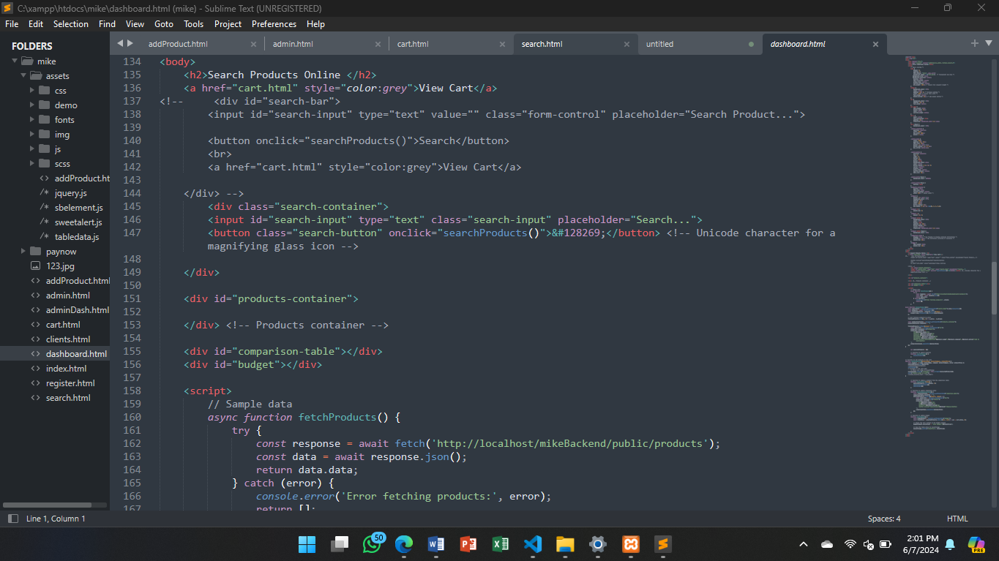 C:\xampp\htdocs\mike\dashboard.html (mike) - Sublime Text (UNREGISTERED)
File Edit Selection Find View Goto Tools Project Preferences Help
FOLDERS
mike
assets
css
demo
fonts
img
js
scss
addProduct.ht
jquery.js
sbelement.js
sweetalert.js
tabledata.js
paynow
123.jpg
addProduct.html
admin.html
adminDash.html
cart.html
clients.html
dashboard.html
index.html
register.html
search.html
addProduct.html admin.html cart.html search.html untitled dashboard.html
134 <body>
135 <h2>Search Products Online </h2>
136 <a href="cart.html" style="color:grey">View Cart</a>
137 <!-- <div id="search-bar">
138 <input id="search-input" type="text" value="" class="form-control" placeholder="Search Product...">
139
140 <button onclick="searchProducts()">Search</button>
141 <br>
142 <a href="cart.html" style="color:grey">View Cart</a>
143
144 </div> -->
145 <div class="search-container">
146 <input id="search-input" type="text" class="search-input" placeholder="Search...">
147 <button class="search-button" onclick="searchProducts()">&#128269;</button> <!-- Unicode character for a
magnifying glass icon -->
148
149 </div>
150
151 <div id="products-container">
152
153 </div> <!-- Products container -->
154
155 <div id="comparison-table"></div>
156 <div id="budget"></div>
157
158 <script>
159 // Sample data
160 async function fetchProducts() {
161 try {
162 const response = await fetch('http://localhost/mikeBackend/public/products');
163 const data = await response.json();
164 return data.data;
165 } catch (error) {
166 console.error('Error fetching products:', error);
167 return [];
Line 1, Column 1 Spaces: 4 HTML
50
2:01 PM
6/7/2024
PRE